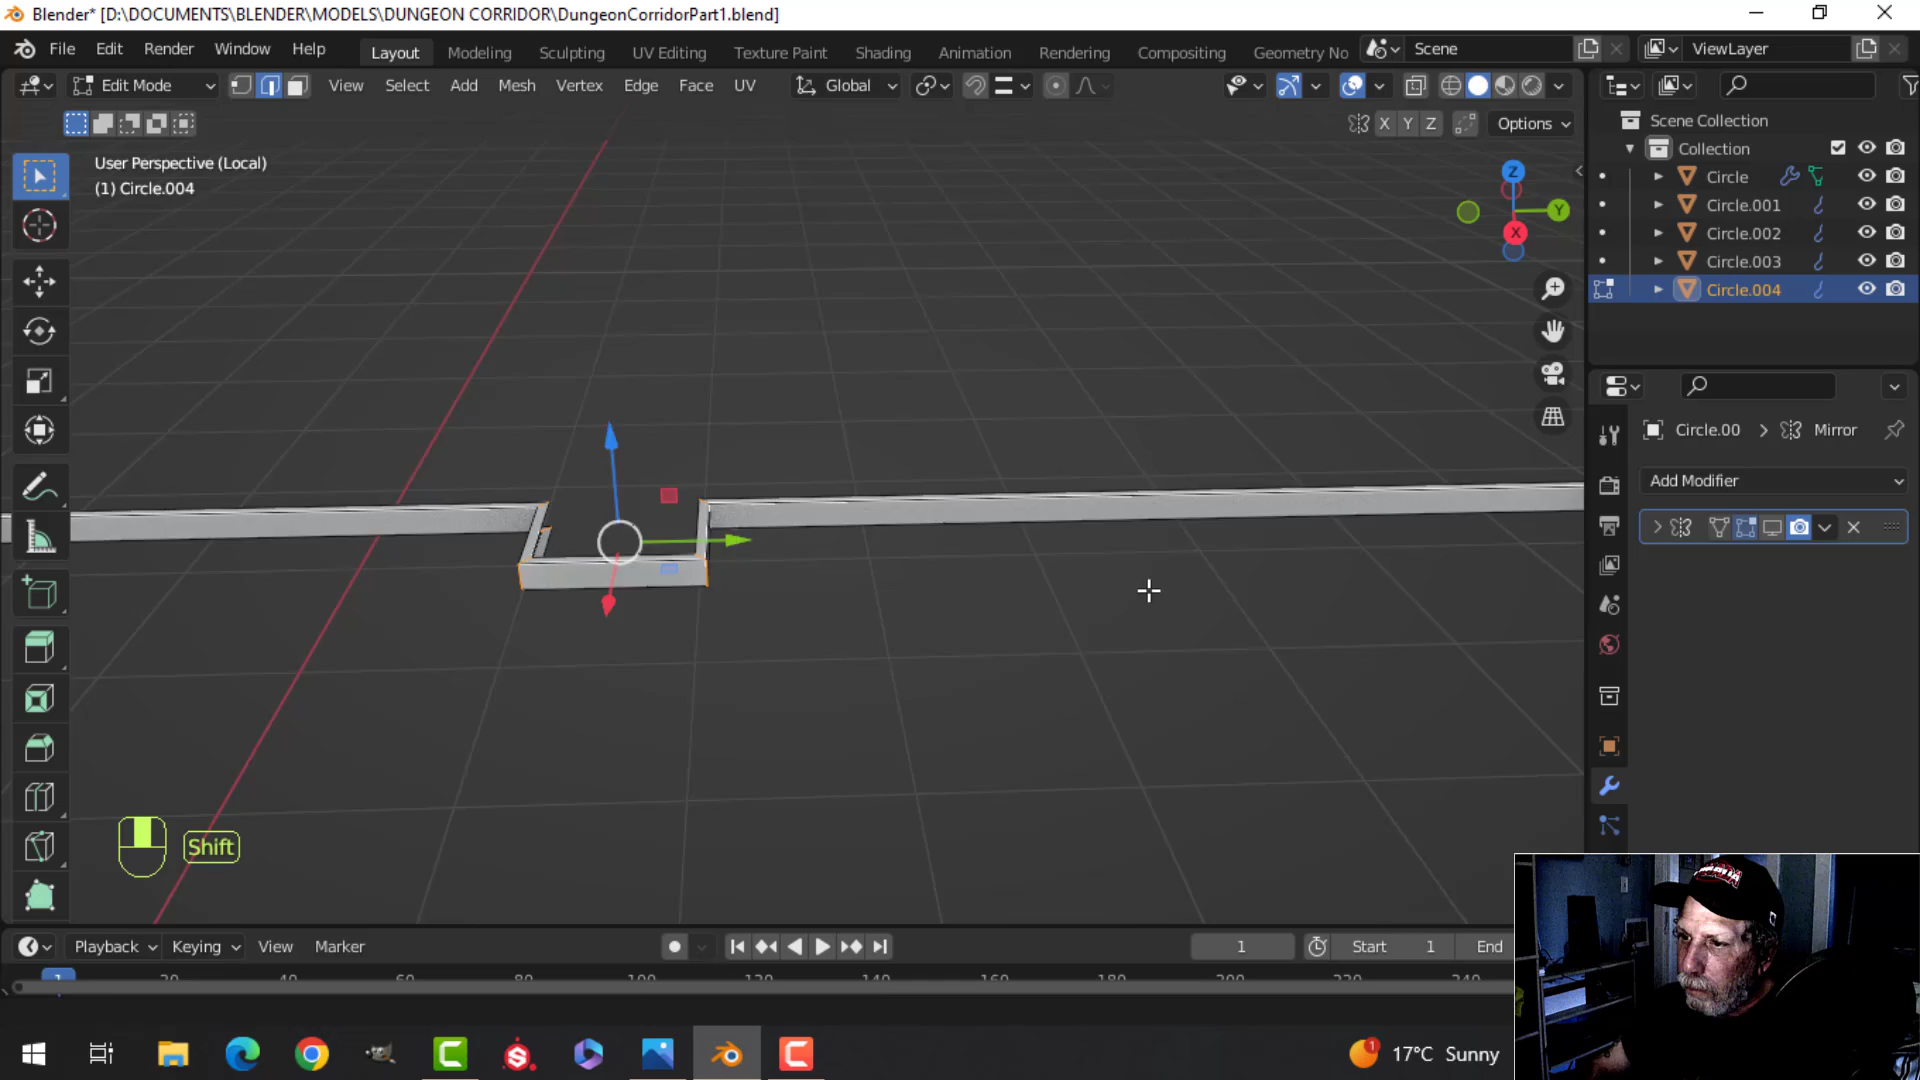 Blender* [D:\DOCUMENTS\BLENDER\MODELS\DUNGEON CORRIDOR\DungeonCorridorPart1.blend]
File Edit Render Window Help Layout Modeling Sculpting UV Editing Texture Paint Shading Animation Rendering Compositing Geometry No Scene ViewLayer
Edit Mode View Select Add Mesh Vertex Edge Face UV Global
X Y Z Options
User Perspective (Local)
(1) Circle.004
Z
Y
X
Scene Collection
Collection
Circle
Circle.001
Circle.002
Circle.003
Circle.004
Circle.00 > Mirror
Add Modifier
Shift
Playback Keying View Marker 1 Start 1 End
1 20 40 60 80 100 120 140 160 180 200 220 240
1 17°C Sunny